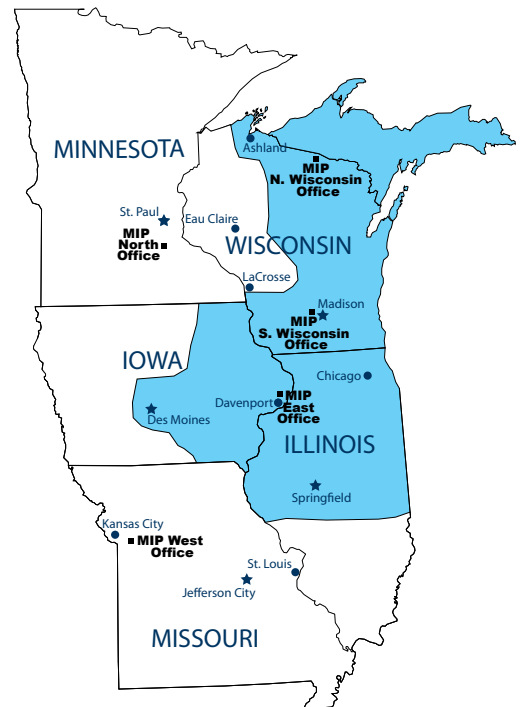 MINNESOTA
Ashland
MIP
N. Wisconsin
Office
St. Paul
Eau Claire
MIP
North
Office
WISCONSIN
LaCrosse
Madison
MIP
S. Wisconsin
Office
IOWA
Chicago
Davenport
MIP
East
Office
Des Moines
ILLINOIS
Springfield
Kansas City
MIP West
Office
St. Louis
Jefferson City
MISSOURI